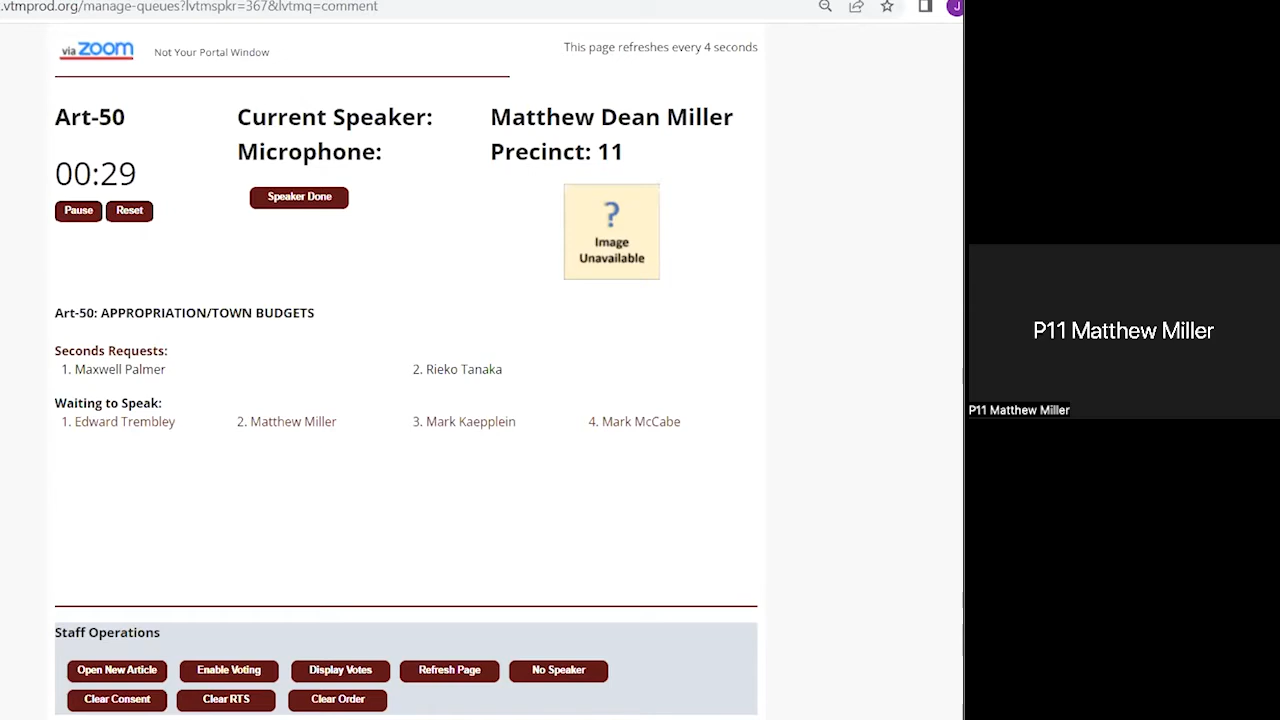 .vtmprod.org/manage-queues?lvtmspkr=367&lvtmq=comment
J
via zoom
Not Your Portal Window
This page refreshes every 4 seconds
Art-50
Current Speaker:
Matthew Dean Miller
Microphone:
Precinct: 11
00:29
Pause
Reset
Speaker Done
?
Image
Unavailable
Art-50: APPROPRIATION/TOWN BUDGETS
Seconds Requests:
1. Maxwell Palmer
2. Rieko Tanaka
Waiting to Speak:
1. Edward Trembley
2. Matthew Miller
3. Mark Kaepplein
4. Mark McCabe
Staff Operations
Open New Article
Enable Voting
Display Votes
Refresh Page
No Speaker
Clear Consent
Clear RTS
Clear Order
P11 Matthew Miller
P11 Matthew Miller